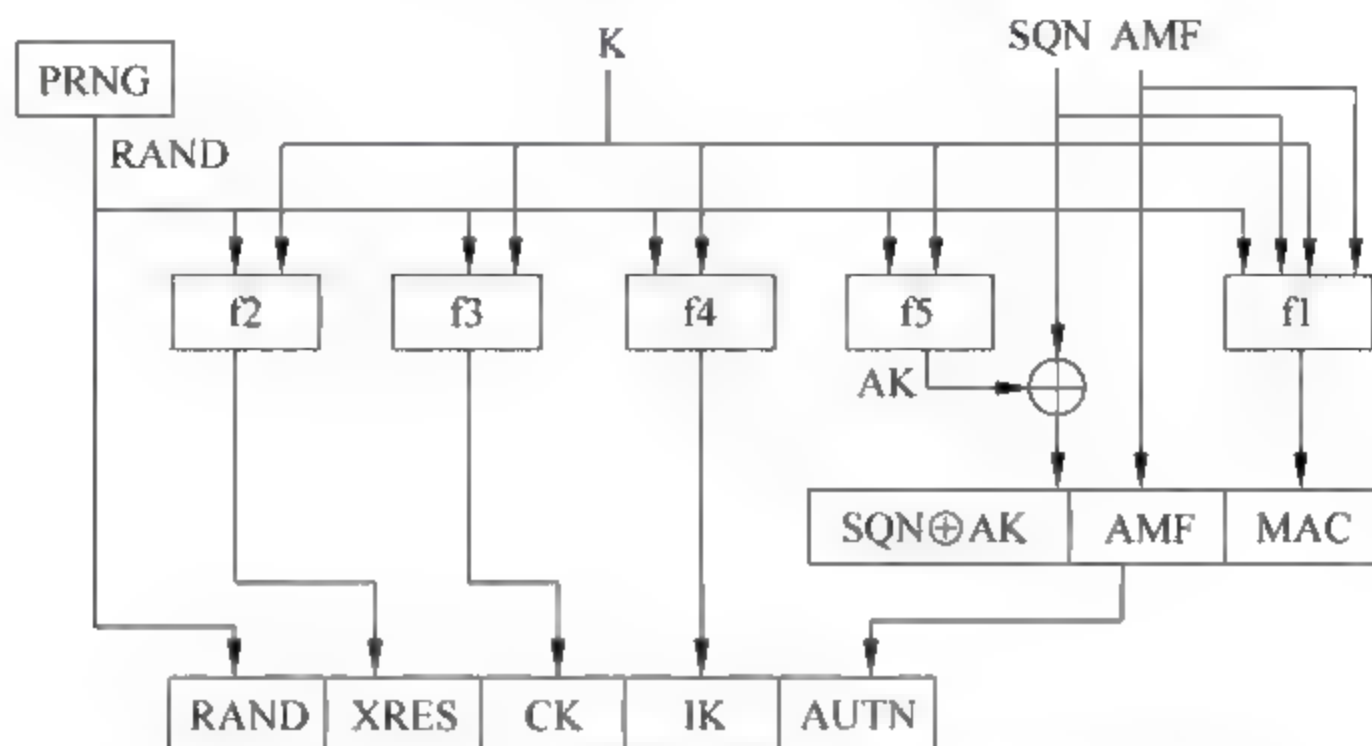 K
SQN AMF
PRNG
RAND
f2
f3
f4
f5
f1
AK
SQN⊕AK
AMF
MAC
RAND
XRES
CK
IK
AUTN